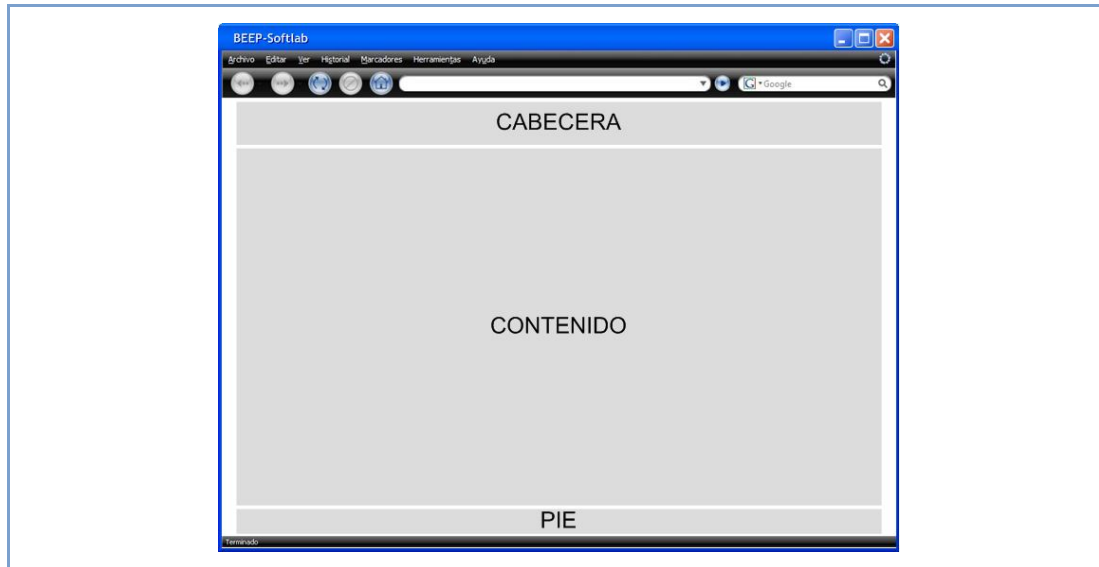 BEEP-Softlab
Archivo Editar Ver Historial Marcadores Herramientas Ayuda
Google
CABECERA
CONTENIDO
PIE
Terminado